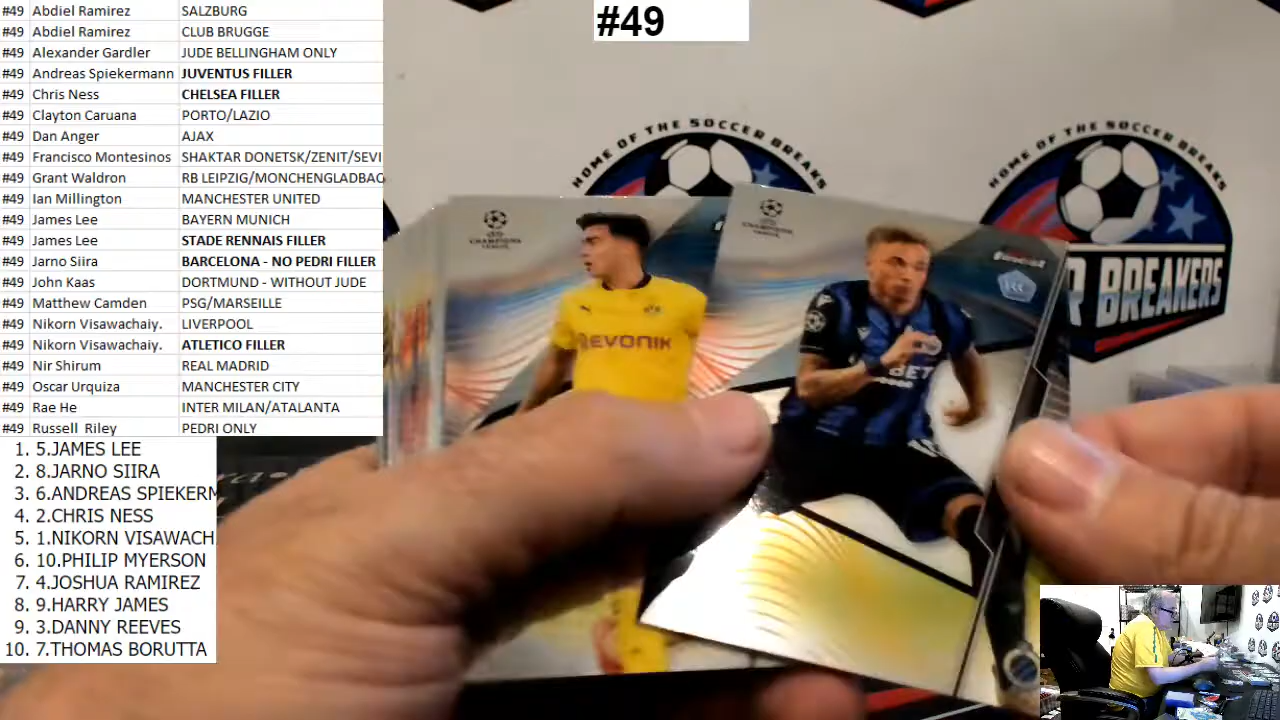 #49 Abdiel Ramirez SALZBURG
#49 Abdiel Ramirez CLUB BRUGGE
#49 Alexander Gardler JUDE BELLINGHAM ONLY
#49 Andreas Spiekermann JUVENTUS FILLER
#49 Chris Ness CHELSEA FILLER
#49 Clayton Caruana PORTO/LAZIO
#49 Dan Anger AJAX
#49 Francisco Montesinos SHAKTAR DONETSK/ZENIT/SEVI
#49 Grant Waldron RB LEIPZIG/MONCHENGLADBAC
#49 Ian Millington MANCHESTER UNITED
#49 James Lee BAYERN MUNICH
#49 James Lee STADE RENNAIS FILLER
#49 Jarno Siira BARCELONA - NO PEDRI FILLER
#49 John Kaas DORTMUND - WITHOUT JUDE
#49 Matthew Camden PSG/MARSEILLE
#49 Nikorn Visawachaiy. LIVERPOOL
#49 Nikorn Visawachaiy. ATLETICO FILLER
#49 Nir Shirum REAL MADRID
#49 Oscar Urquiza MANCHESTER CITY
#49 Rae He INTER MILAN/ATALANTA
#49 Russell Riley PEDRI ONLY
1. 5.JAMES LEE
2. 8.JARNO SIIRA
3. 6.ANDREAS SPIEKERM
4. 2.CHRIS NESS
5. 1.NIKORN VISAWACH
6. 10.PHILIP MYERSON
7. 4.JOSHUA RAMIREZ
8. 9.HARRY JAMES
9. 3.DANNY REEVES
10. 7.THOMAS BORUTTA
#49
HOME OF THE SOCCER BREAKS
HOME OF THE SOCCER BREAKS
R BREAKERS
UEFA
CHAMPIONS
LEAGUE
EVONIK
UEFA
CHAMPIONS
LEAGUE
RC
BET